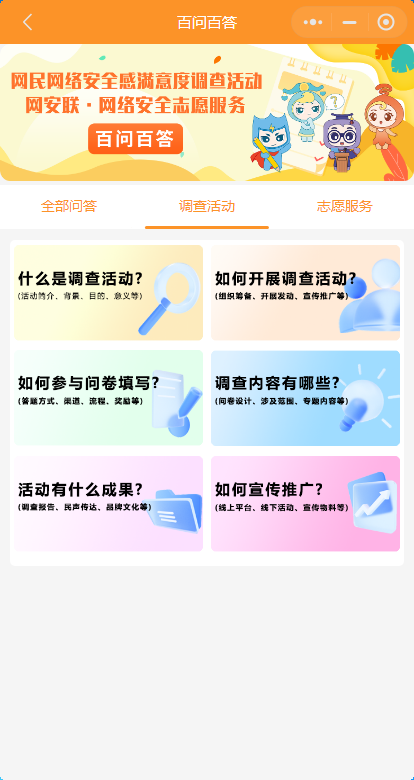 百问百答
网民网络安全感满意度调查活动
网安联·网络安全志愿服务
百问百答
全部问答
调查活动
志愿服务
什么是调查活动?
(活动简介、背景、目的、意义等)
如何开展调查活动?
(组织筹备、开展发动、宣传推广等)
如何参与问卷填写?
(答题方式、渠道、流程、奖励等)
调查内容有哪些?
(问卷设计、涉及范围、专题内容等)
活动有什么成果?
(调查报告、民声传达、品牌文化等)
如何宣传推广?
(线上平台、线下活动、宣传物料等)